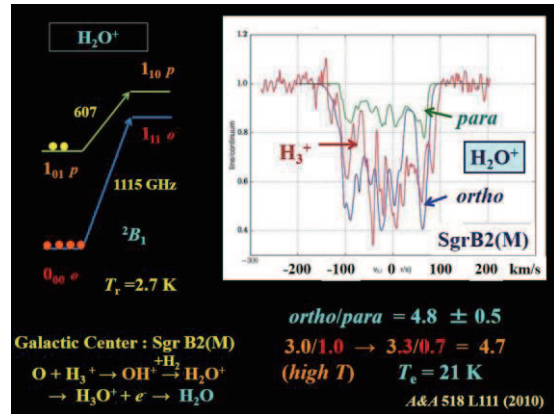 H₂O⁺
1₁₀ p
607
1₁₁ o
1₀₁ p
1115 GHz
²B₁
0₀₀ o
Tᵣ=2.7 K
line/continuum
1.2
1.0
0.8
0.6
0.4
para
H₃⁺
H₂O⁺
ortho
SgrB2(M)
-300
-200 -100 0 100 200 km/s
Galactic Center : Sgr B2(M)
+H₂
O + H₃⁺ → OH⁺ → H₂O⁺
→ H₃O⁺ + e⁻ → H₂O
ortho/para = 4.8 ± 0.5
3.0/1.0 → 3.3/0.7 = 4.7
(high T) Tₑ = 21 K
A&A 518 L111 (2010)